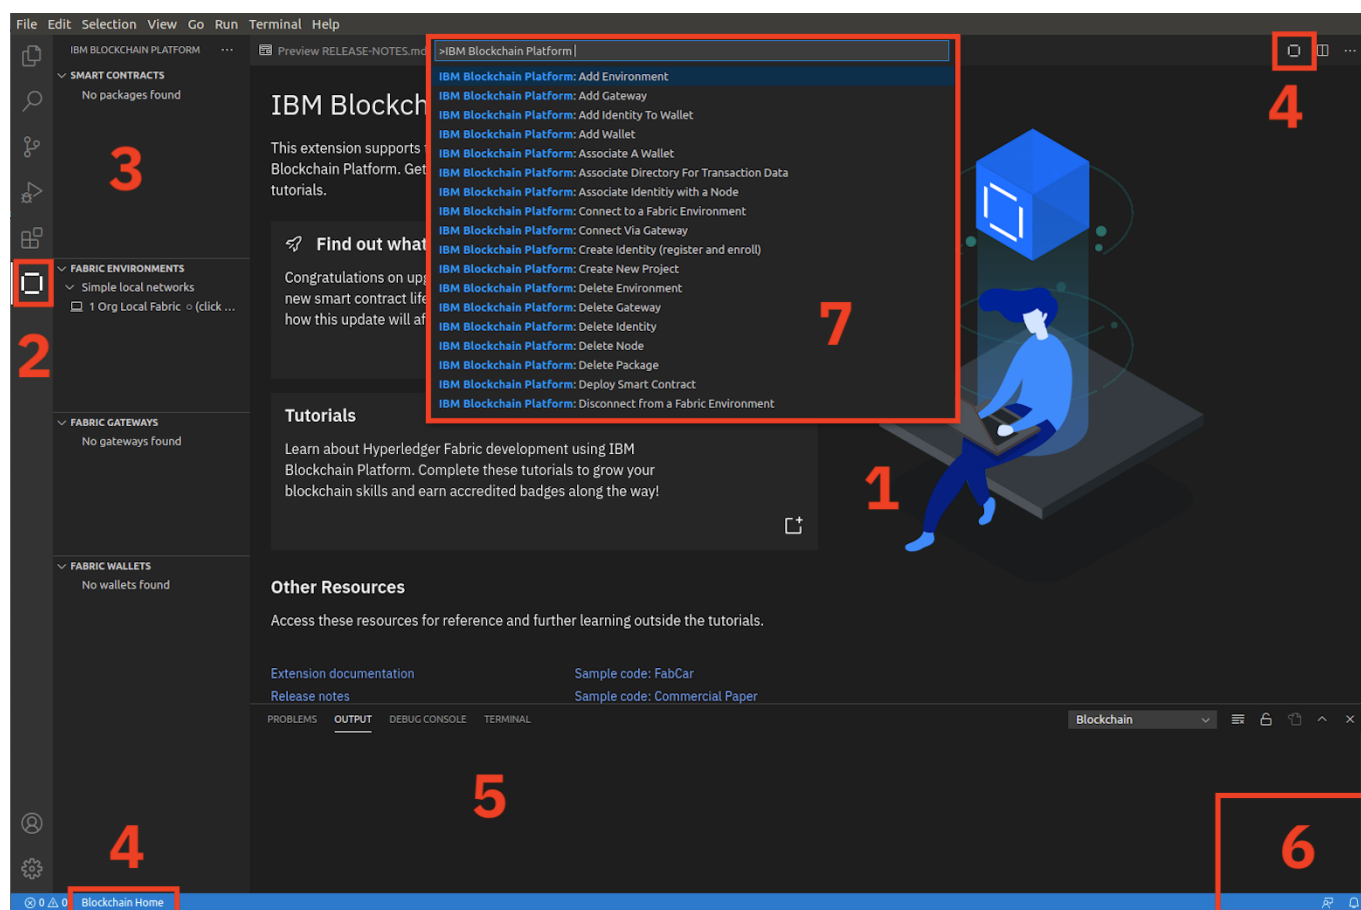 File Edit Selection View Go Run Terminal Help
IBM BLOCKCHAIN PLATFORM ···
Preview RELEASE-NOTES.md
>IBM Blockchain Platform
4
SMART CONTRACTS
No packages found
3
FABRIC ENVIRONMENTS
Simple local networks
1 Org Local Fabric ○ (click ...
2
FABRIC GATEWAYS
No gateways found
FABRIC WALLETS
No wallets found
IBM Blockch
This extension supports
Blockchain Platform. Get
tutorials.
Find out what
Congratulations on upg
new smart contract life
how this update will af
IBM Blockchain Platform: Add Environment
IBM Blockchain Platform: Add Gateway
IBM Blockchain Platform: Add Identity To Wallet
IBM Blockchain Platform: Add Wallet
IBM Blockchain Platform: Associate A Wallet
IBM Blockchain Platform: Associate Directory For Transaction Data
IBM Blockchain Platform: Associate Identitiy with a Node
IBM Blockchain Platform: Connect to a Fabric Environment
IBM Blockchain Platform: Connect Via Gateway
IBM Blockchain Platform: Create Identity (register and enroll)
IBM Blockchain Platform: Create New Project
IBM Blockchain Platform: Delete Environment
IBM Blockchain Platform: Delete Gateway
IBM Blockchain Platform: Delete Identity
IBM Blockchain Platform: Delete Node
IBM Blockchain Platform: Delete Package
IBM Blockchain Platform: Deploy Smart Contract
IBM Blockchain Platform: Disconnect from a Fabric Environment
7
Tutorials
Learn about Hyperledger Fabric development using IBM
Blockchain Platform. Complete these tutorials to grow your
blockchain skills and earn accredited badges along the way!
1
Other Resources
Access these resources for reference and further learning outside the tutorials.
Extension documentation Sample code: FabCar
Release notes Sample code: Commercial Paper
PROBLEMS OUTPUT DEBUG CONSOLE TERMINAL Blockchain
5
6
4
0 0 Blockchain Home